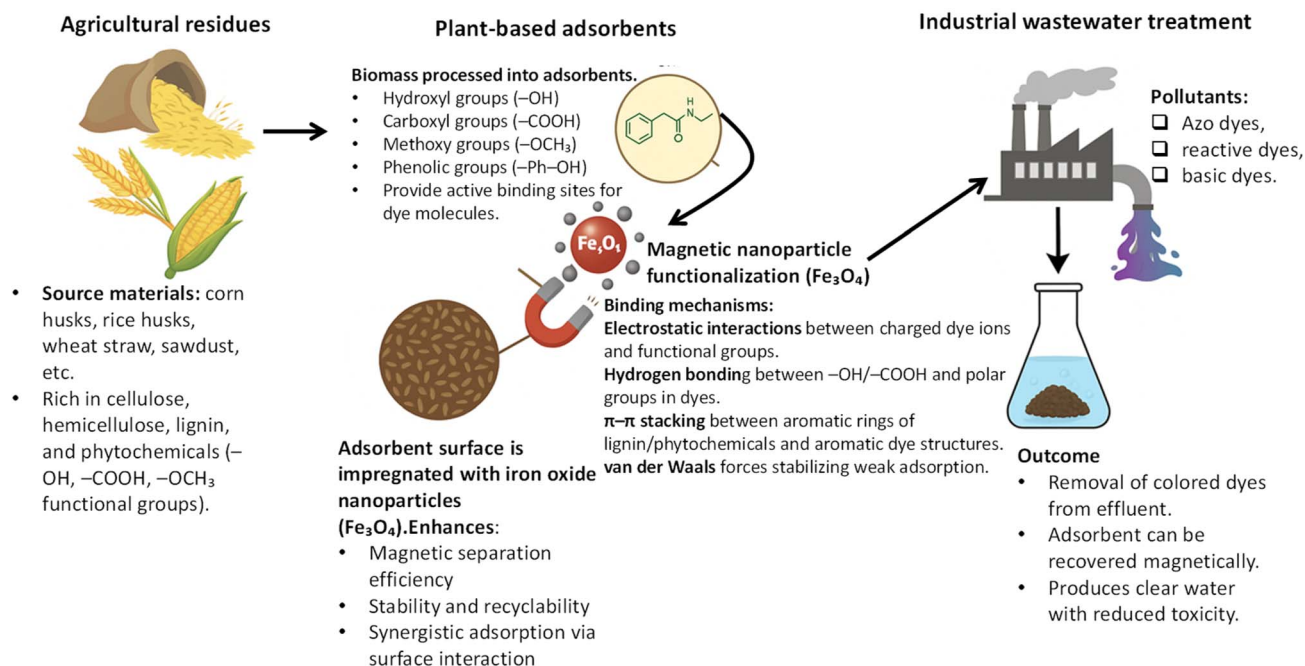 Agricultural residues
• Source materials: corn
husks, rice husks,
wheat straw, sawdust,
etc.
• Rich in cellulose,
hemicellulose, lignin,
and phytochemicals (–
OH, –COOH, –OCH₃
functional groups).
Plant-based adsorbents
Biomass processed into adsorbents.
• Hydroxyl groups (–OH)
• Carboxyl groups (–COOH)
• Methoxy groups (–OCH₃)
• Phenolic groups (–Ph–OH)
• Provide active binding sites for
dye molecules.
H
N
O
Magnetic nanoparticle
functionalization (Fe₃O₄)
Binding mechanisms:
Electrostatic interactions between charged dye ions
and functional groups.
Hydrogen bonding between –OH/–COOH and polar
groups in dyes.
π–π stacking between aromatic rings of
lignin/phytochemicals and aromatic dye structures.
van der Waals forces stabilizing weak adsorption.
Adsorbent surface is
impregnated with iron oxide
nanoparticles
(Fe₃O₄).Enhances:
• Magnetic separation
efficiency
• Stability and recyclability
• Synergistic adsorption via
surface interaction
Industrial wastewater treatment
Pollutants:
❑ Azo dyes,
❑ reactive dyes,
❑ basic dyes.
Outcome
• Removal of colored dyes
from effluent.
• Adsorbent can be
recovered magnetically.
• Produces clear water
with reduced toxicity.